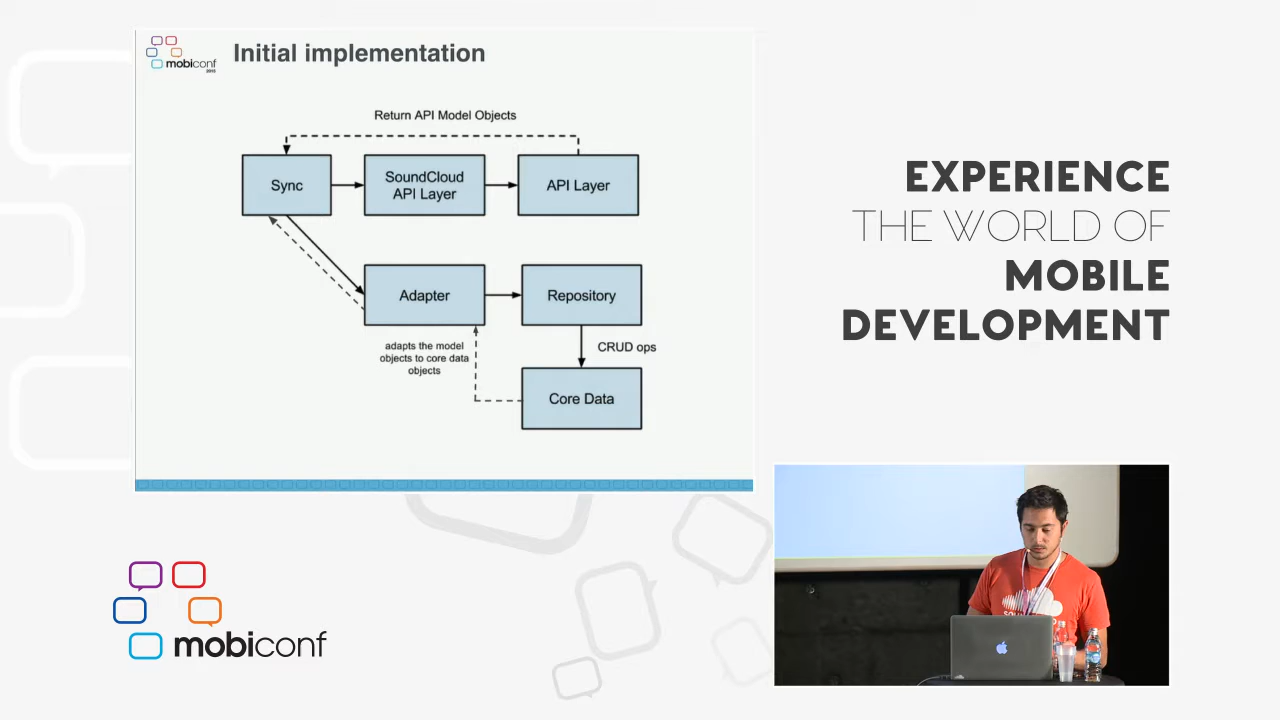 mobiconf
2015
Initial implementation
Return API Model Objects
Sync
SoundCloud
API Layer
API Layer
Adapter
Repository
adapts the model
objects to core data
objects
CRUD ops
Core Data
EXPERIENCE
THE WORLD OF
MOBILE
DEVELOPMENT
mobiconf